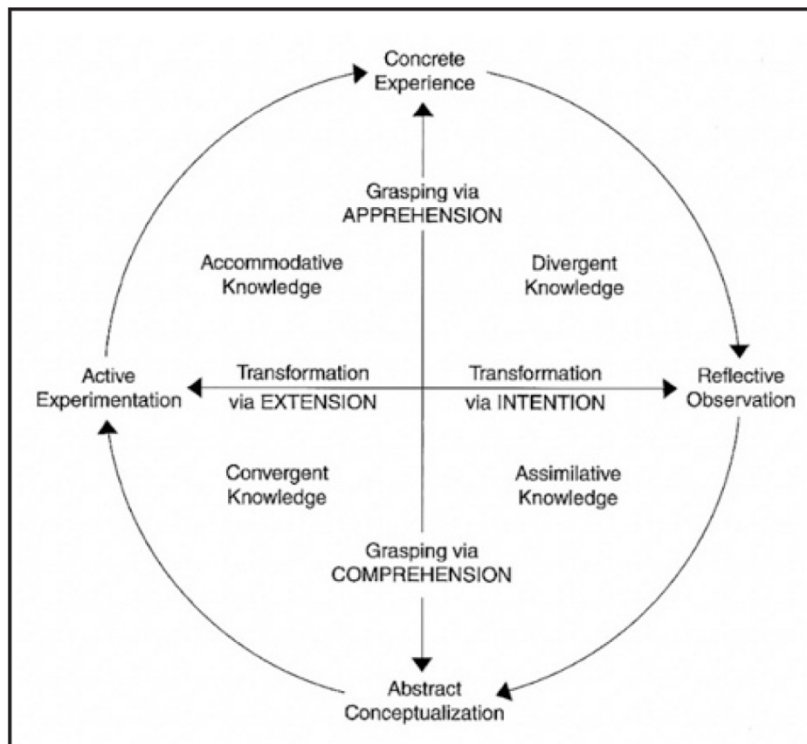 Concrete
Experience
Grasping via
APPREHENSION
Accommodative
Knowledge
Divergent
Knowledge
Active
Experimentation
Transformation
via EXTENSION
Transformation
via INTENTION
Reflective
Observation
Convergent
Knowledge
Assimilative
Knowledge
Grasping via
COMPREHENSION
Abstract
Conceptualization